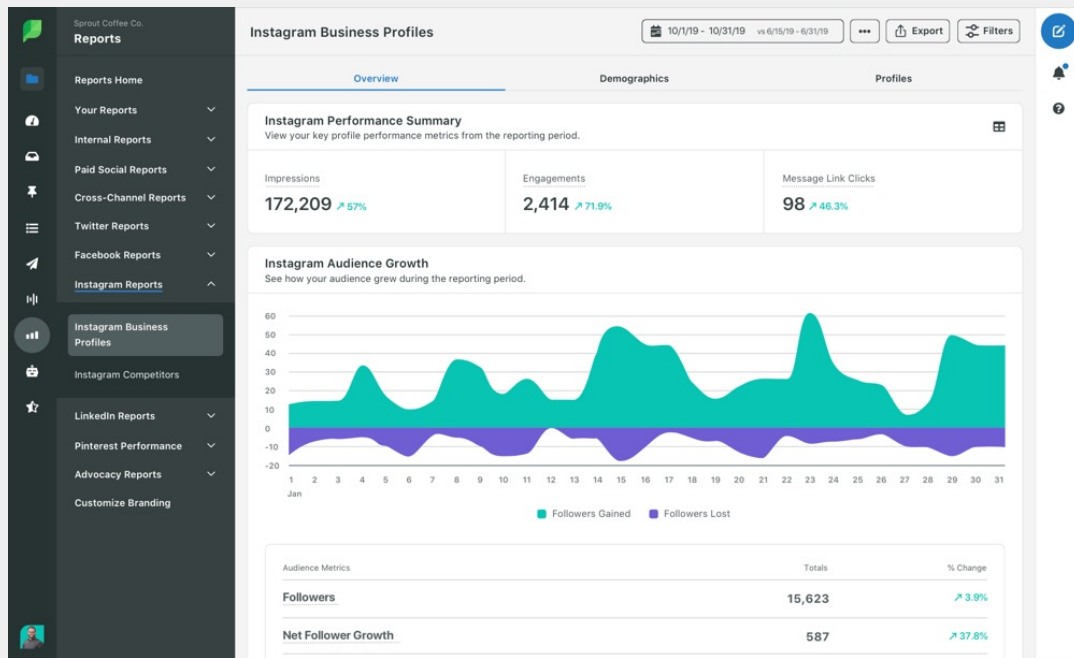 Sprout Coffee Co.
Reports
Reports Home
Your Reports
Internal Reports
Paid Social Reports
Cross-Channel Reports
Twitter Reports
Facebook Reports
Instagram Reports
Instagram Business
Profiles
Instagram Competitors
LinkedIn Reports
Pinterest Performance
Advocacy Reports
Customize Branding
Instagram Business Profiles
10/1/19 - 10/31/19 vs 6/15/19 - 6/31/19
Export
Filters
Overview Demographics Profiles
Instagram Performance Summary
View your key profile performance metrics from the reporting period.
Impressions Engagements Message Link Clicks
172,209 57% 2,414 71.9% 98 46.3%
Instagram Audience Growth
See how your audience grew during the reporting period.
60
50
40
30
20
10
0
-10
-20
1 2 3 4 5 6 7 8 9 10 11 12 13 14 15 16 17 18 19 20 21 22 23 24 25 26 27 28 29 30 31
Jan
Followers Gained Followers Lost
Audience Metrics Totals % Change
Followers 15,623 3.9%
Net Follower Growth 587 37.8%